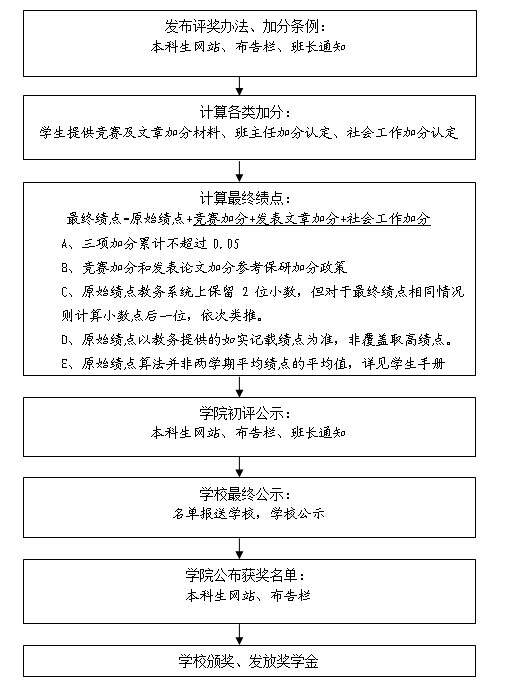 发布评奖办法、加分条例：
本科生网站、布告栏、班长通知
计算各类加分：
学生提供竞赛及文章加分材料、班主任加分认定、社会工作加分认定
计算最终绩点：
最终绩点=原始绩点+竞赛加分+发表文章加分+社会工作加分
A、三项加分累计不超过 0.05
B、竞赛加分和发表论文加分参考保研加分政策
C、原始绩点教务系统上保留 2 位小数，但对于最终绩点相同情况
则计算小数点后一位，依次类推。
D、原始绩点以教务提供的如实记载绩点为准，非覆盖取高绩点。
E、原始绩点算法并非两学期平均绩点的平均值，详见学生手册
学院初评公示：
本科生网站、布告栏、班长通知
学校最终公示：
名单报送学校，学校公示
学院公布获奖名单：
本科生网站、布告栏
学校颁奖、发放奖学金